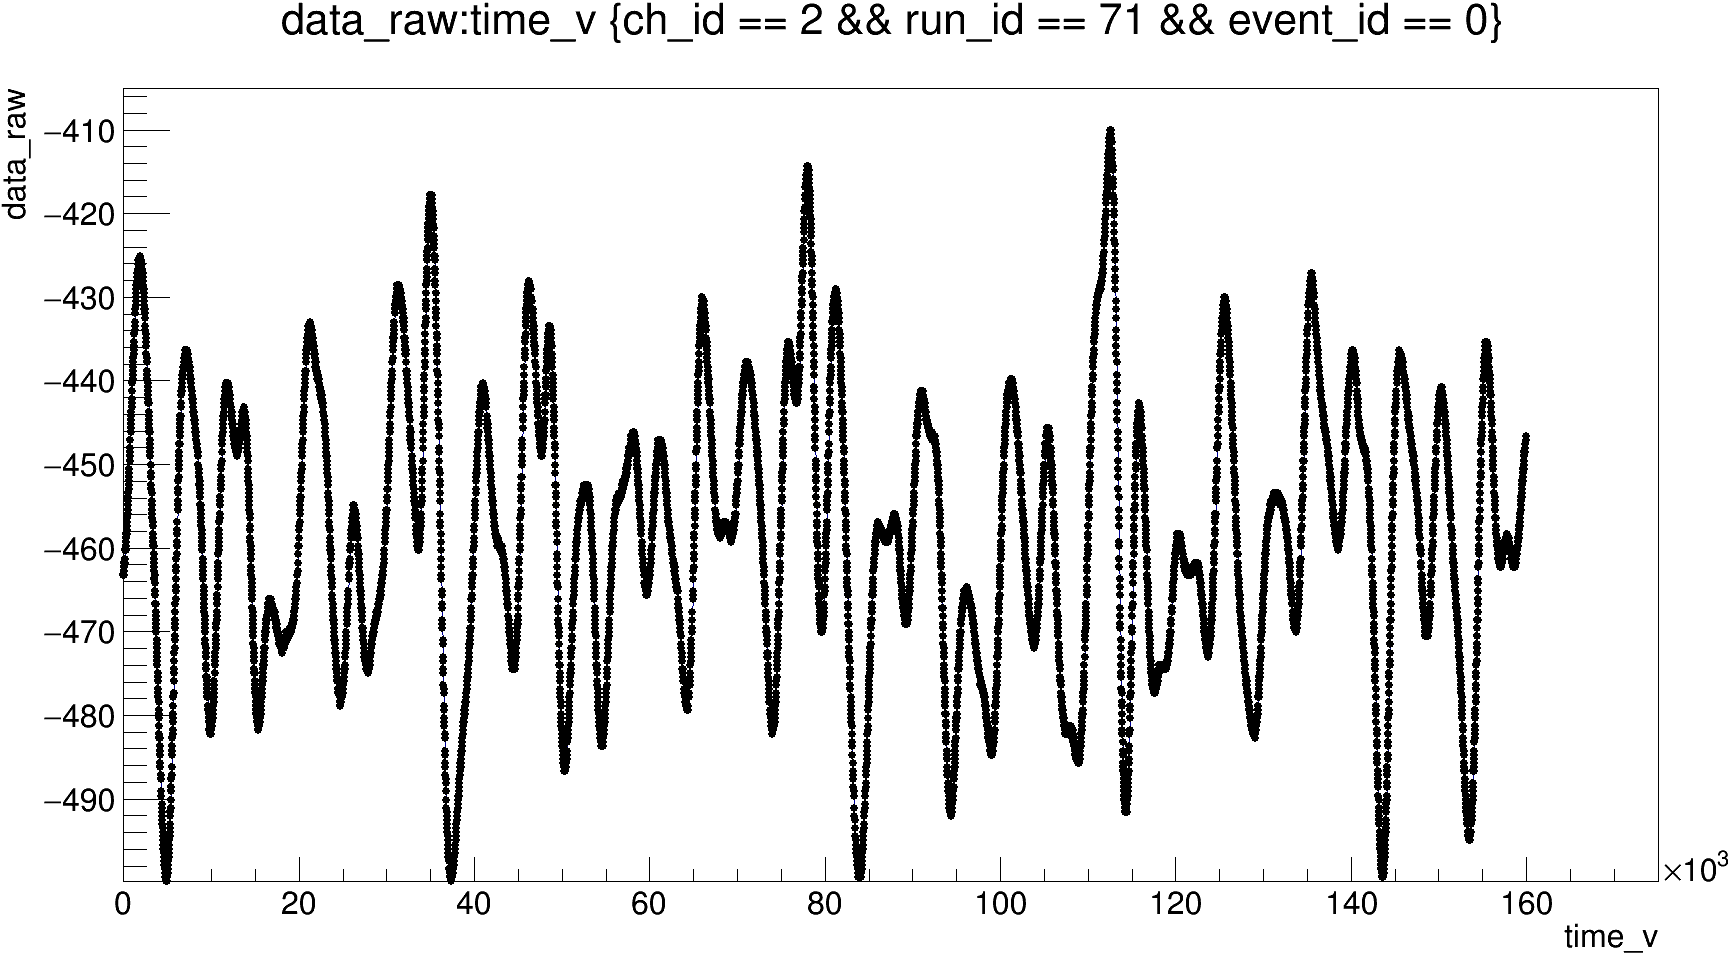 data_raw:time_v {ch_id == 2 && run_id == 71 && event_id == 0}
data_raw
−410
−420
−430
−440
−450
−460
−470
−480
−490
0 20 40 60 80 100 120 140 160
×10³
time_v